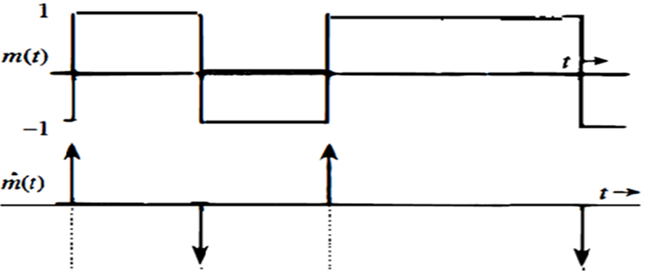 1
m(t)
t →
−1
ṁ(t)
t →